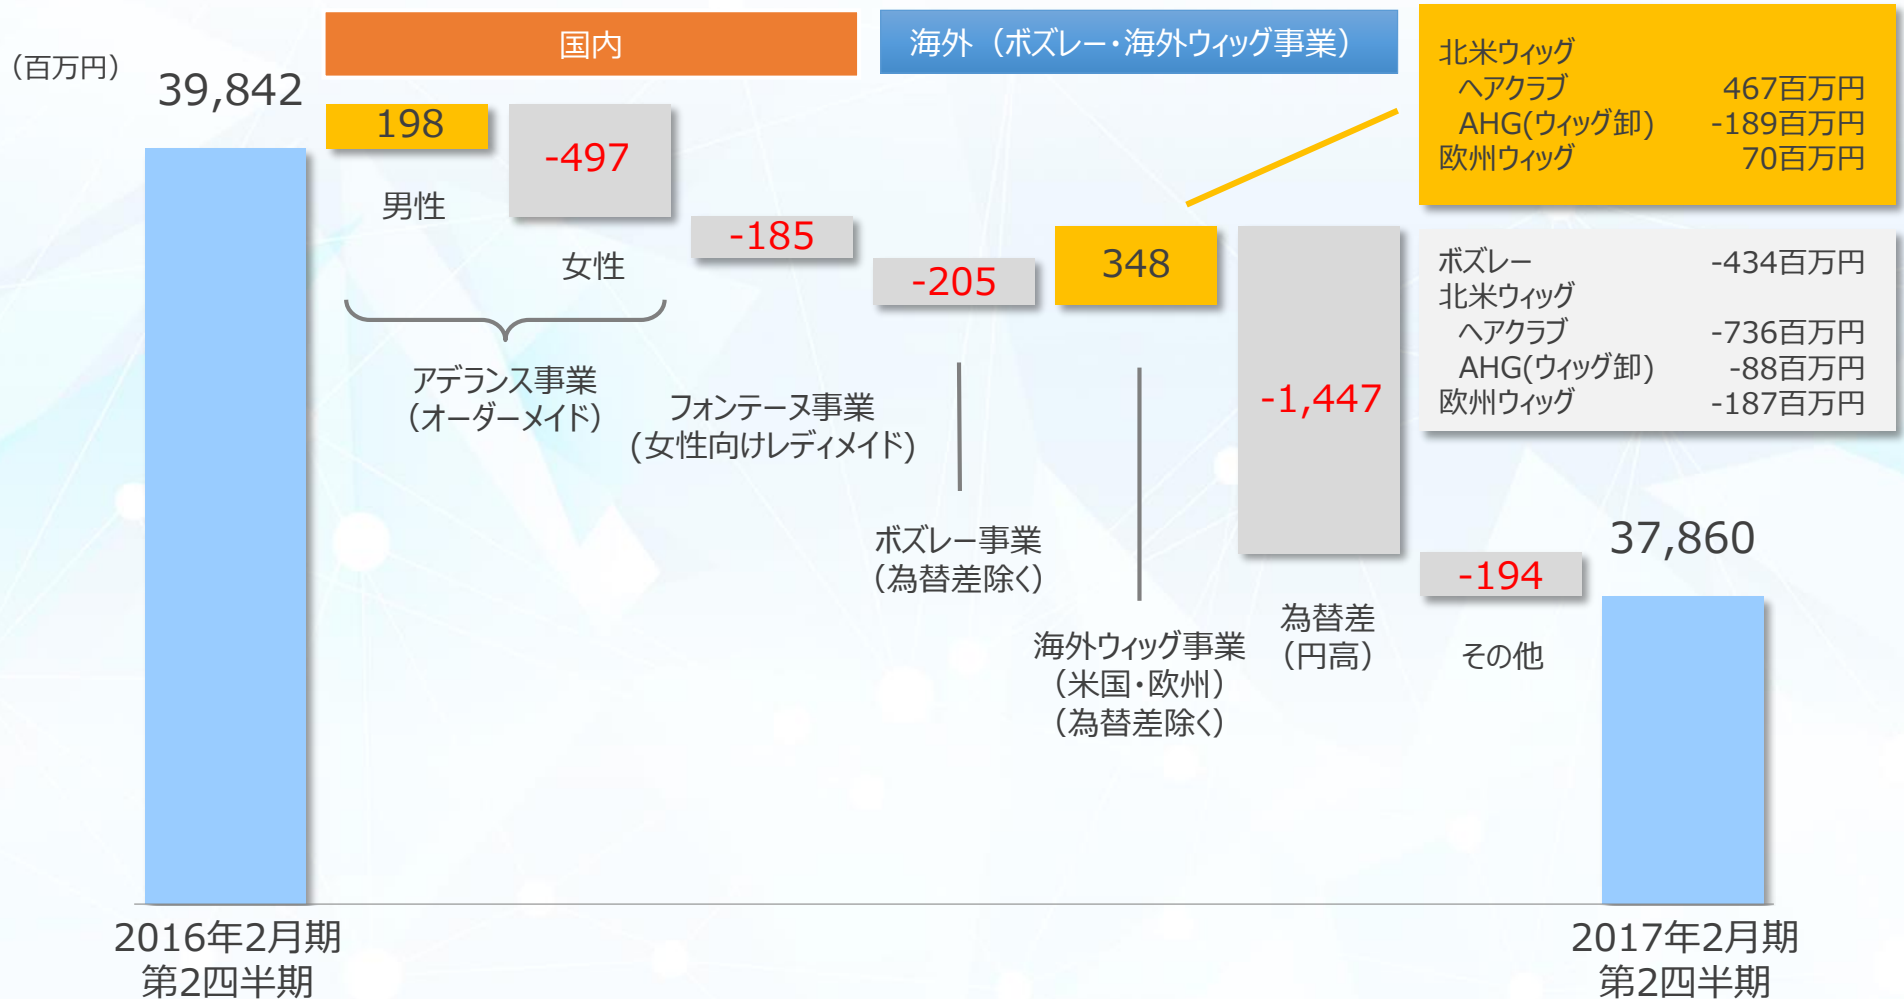 （百万円）
39,842
国内
海外（ボズレー・海外ウィッグ事業）
198
男性
-497
女性
アデランス事業
（オーダーメイド）
-185
フォンテーヌ事業
(女性向けレディメイド)
-205
ボズレー事業
（為替差除く）
348
海外ウィッグ事業
（米国・欧州）
（為替差除く）
-1,447
為替差
（円高）
-194
その他
37,860
北米ウィッグ
ヘアクラブ 467百万円
AHG(ウィッグ卸) -189百万円
欧州ウィッグ 70百万円
ボズレー -434百万円
北米ウィッグ
ヘアクラブ -736百万円
AHG(ウィッグ卸) -88百万円
欧州ウィッグ -187百万円
2016年2月期
第2四半期
2017年2月期
第2四半期